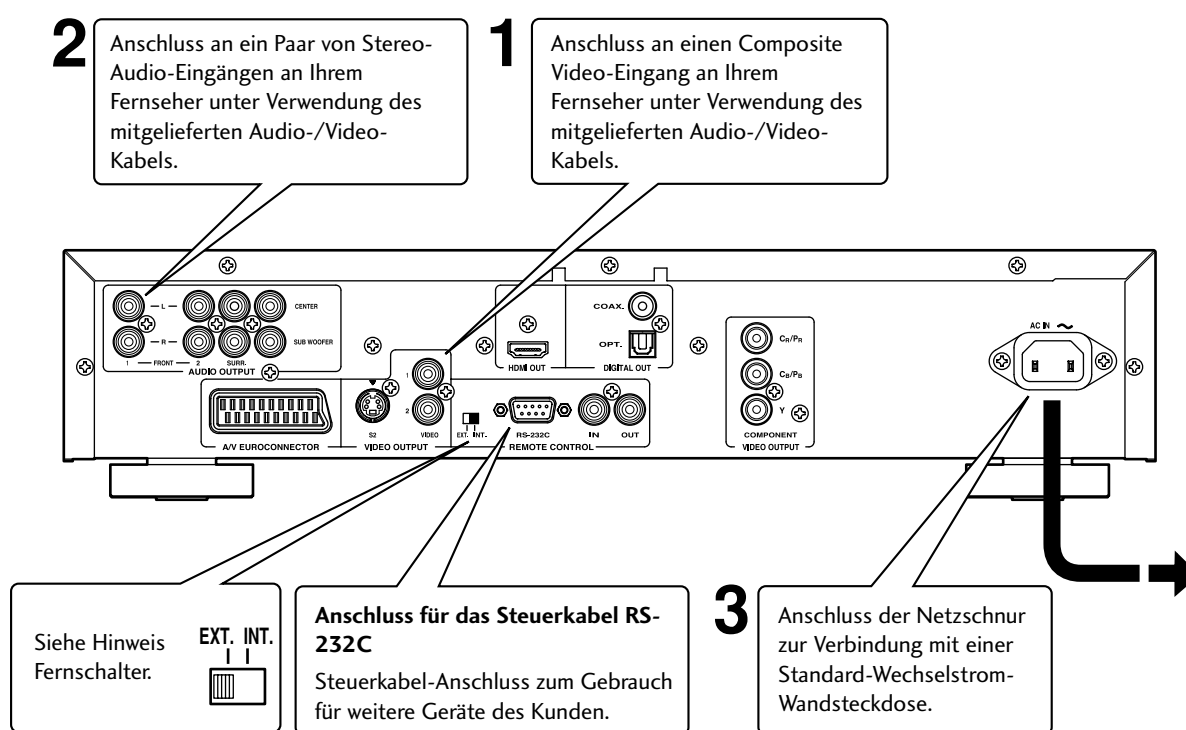 2
Anschluss an ein Paar von Stereo-
Audio-Eingängen an Ihrem
Fernseher unter Verwendung des
mitgelieferten Audio-/Video-
Kabels.
1
Anschluss an einen Composite
Video-Eingang an Ihrem
Fernseher unter Verwendung des
mitgelieferten Audio-/Video-
Kabels.
L
CENTER
R
SUB WOOFER
1 FRONT 2 SURR.
AUDIO OUTPUT
COAX.
OPT.
HDMI OUT
DIGITAL OUT
CR/PR
CB/PB
Y
COMPONENT
VIDEO OUTPUT
AC IN ~
1
2
S2
VIDEO
A/V EUROCONNECTOR
VIDEO OUTPUT
EXT. INT.
RS-232C
IN
OUT
REMOTE CONTROL
Siehe Hinweis
Fernschalter.
EXT. INT.
Anschluss für das Steuerkabel RS-
232C
Steuerkabel-Anschluss zum Gebrauch
für weitere Geräte des Kunden.
3
Anschluss der Netzschnur
zur Verbindung mit einer
Standard-Wechselstrom-
Wandsteckdose.